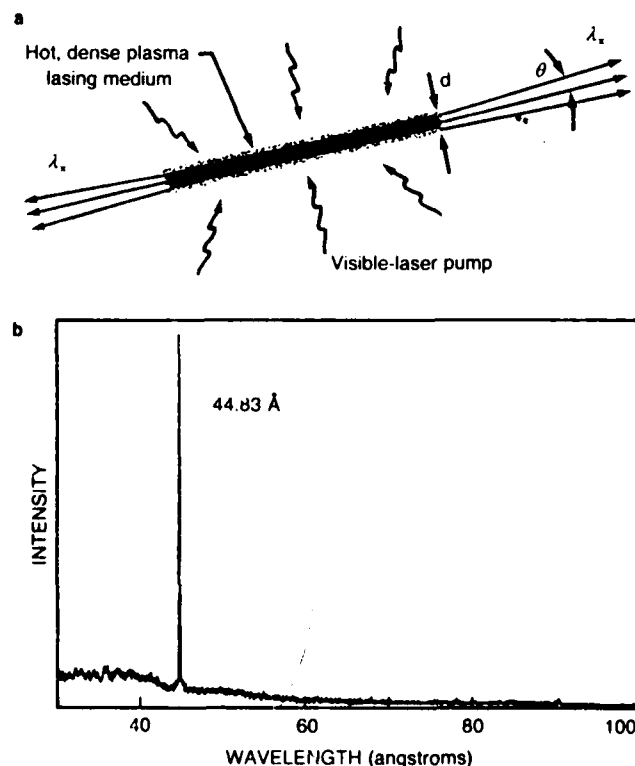 a
Hot, dense plasma
lasing medium
λx
d
θ
λx
Visible-laser pump
b
44.83 Å
INTENSITY
40
60
80
100
WAVELENGTH (angstroms)